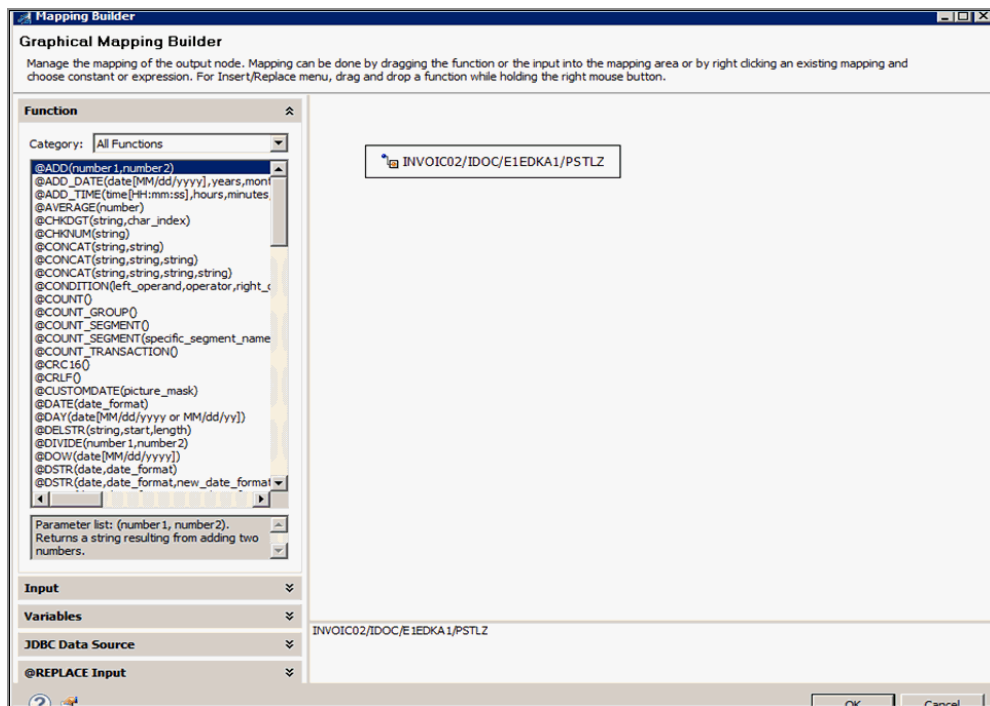 Mapping Builder
Graphical Mapping Builder
Manage the mapping of the output node. Mapping can be done by dragging the function or the input into the mapping area or by right clicking an existing mapping and
choose constant or expression. For Insert/Replace menu, drag and drop a function while holding the right mouse button.
Function
Category: All Functions
@ADD(number1,number2)
@ADD_DATE(date[MM/dd/yyyy],years,mont
@ADD_TIME(time[HH:mm:ss],hours,minutes
@AVERAGE(number)
@CHKDGT(string,char_index)
@CHKNUM(string)
@CONCAT(string,string)
@CONCAT(string,string,string)
@CONCAT(string,string,string,string)
@CONDITION(left_operand,operator,right_c
@COUNT()
@COUNT_GROUP()
@COUNT_SEGMENT()
@COUNT_SEGMENT(specific_segment_name
@COUNT_TRANSACTION()
@CRC16()
@CRLF()
@CUSTOMDATE(picture_mask)
@DATE(date_format)
@DAY(date[MM/dd/yyyy or MM/dd/yy])
@DELSTR(string,start,length)
@DIVIDE(number1,number2)
@DOW(date[MM/dd/yyyy])
@DSTR(date,date_format)
@DSTR(date,date_format,new_date_format
Parameter list: (number1, number2).
Returns a string resulting from adding two
numbers.
Input
Variables
JDBC Data Source
@REPLACE Input
INVOIC02/IDOC/E1EDKA1/PSTLZ
INVOIC02/IDOC/E1EDKA1/PSTLZ
OK
Cancel